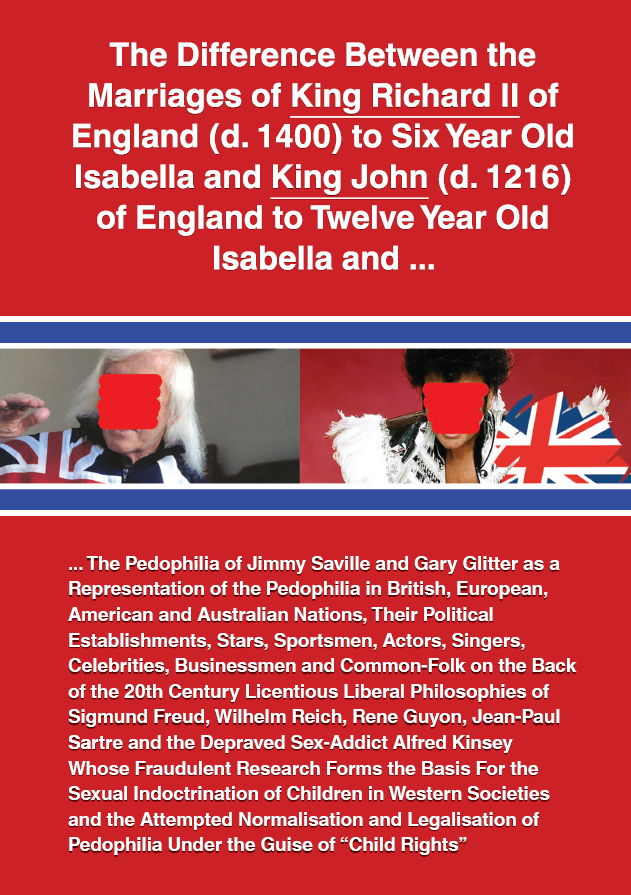 The Difference Between the
Marriages of King Richard II of
England (d. 1400) to Six Year Old
Isabella and King John (d. 1216)
of England to Twelve Year Old
Isabella and ...
... The Pedophilia of Jimmy Saville and Gary Glitter as a
Representation of the Pedophilia in British, European,
American and Australian Nations, Their Political
Establishments, Stars, Sportsmen, Actors, Singers,
Celebrities, Businessmen and Common-Folk on the Back
of the 20th Century Licentious Liberal Philosophies of
Sigmund Freud, Wilhelm Reich, Rene Guyon, Jean-Paul
Sartre and the Depraved Sex-Addict Alfred Kinsey
Whose Fraudulent Research Forms the Basis For the
Sexual Indoctrination of Children in Western Societies
and the Attempted Normalisation and Legalisation of
Pedophilia Under the Guise of “Child Rights”